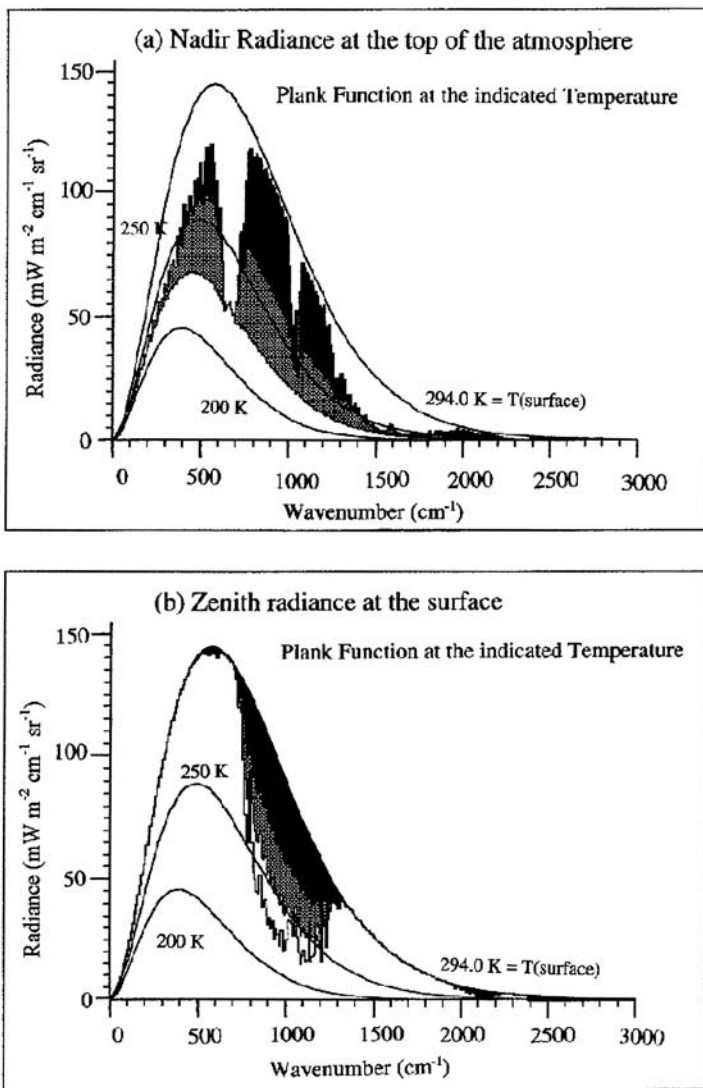 (a) Nadir Radiance at the top of the atmosphere
Plank Function at the indicated Temperature
150
100
50
0
Radiance (mW m⁻² cm⁻¹ sr⁻¹)
250 K
200 K
294.0 K = T(surface)
0 500 1000 1500 2000 2500 3000
Wavenumber (cm⁻¹)
(b) Zenith radiance at the surface
Plank Function at the indicated Temperature
150
100
50
0
Radiance (mW m⁻² cm⁻¹ sr⁻¹)
250 K
200 K
294.0 K = T(surface)
0 500 1000 1500 2000 2500 3000
Wavenumber (cm⁻¹)